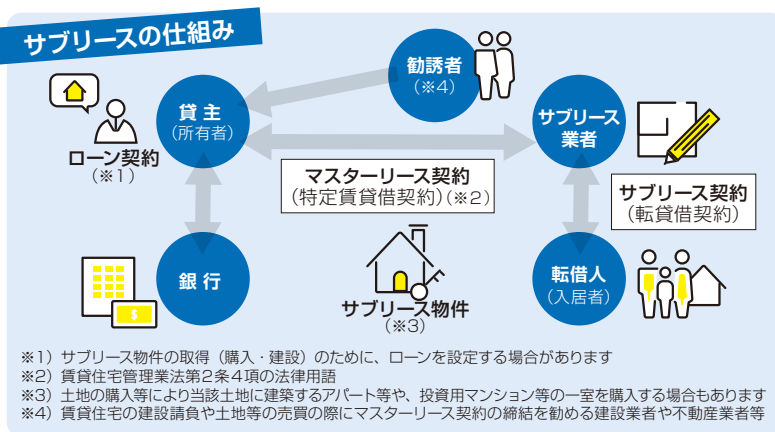 サブリースの仕組み
勧誘者
(※4)
貸主
(所有者)
サブリース
業者
ローン契約
(※1)
マスターリース契約
(特定賃貸借契約)(※2)
サブリース契約
(転貸借契約)
銀行
$
サブリース物件
(※3)
転借人
(入居者)
※1）サブリース物件の取得（購入・建設）のために、ローンを設定する場合があります
※2）賃貸住宅管理業法第2条4項の法律用語
※3）土地の購入等により当該土地に建築するアパート等や、投資用マンション等の一室を購入する場合もあります
※4）賃貸住宅の建設請負や土地等の売買の際にマスターリース契約の締結を勧める建設業者や不動産業者等